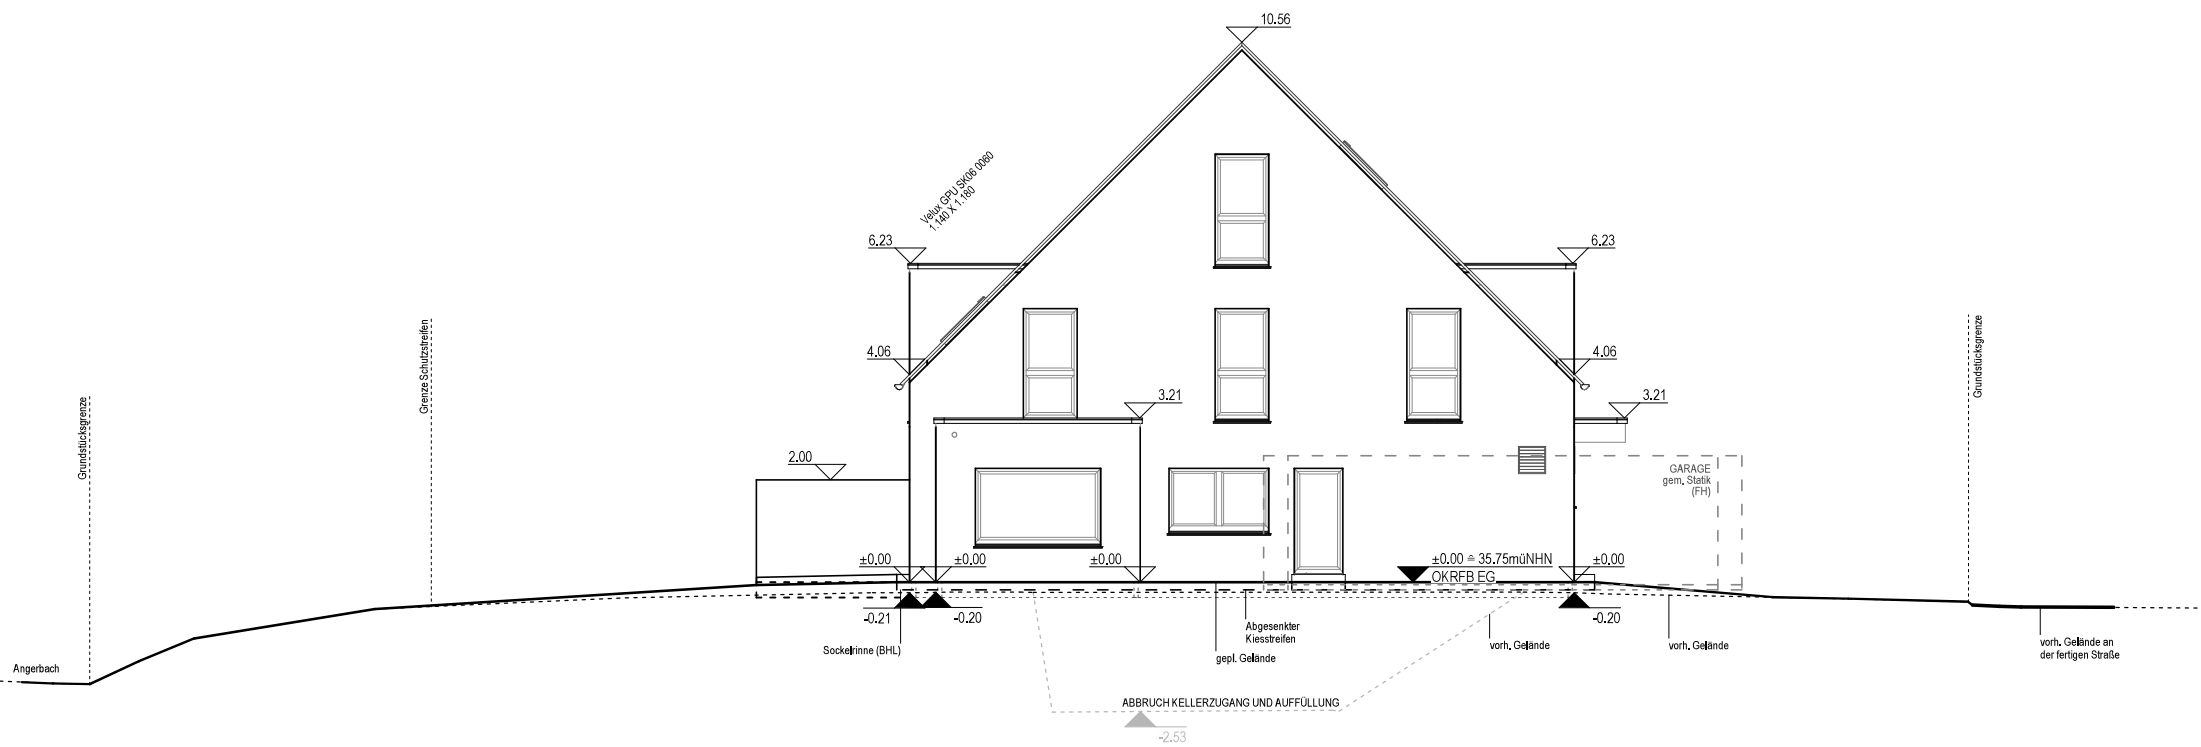 10.56
Velux GPU SK06 0060
1.140 X 1.180
6.23
6.23
Grenze Schutzstreifen
Grundstücksgrenze
4.06
4.06
Grundstücksgrenze
3.21
3.21
2.00
GARAGE
gem. Statik
(FH)
±0.00
±0.00
±0.00
±0.00 ≙ 35.75müNHN
OKRFB EG
±0.00
-0.21
-0.20
-0.20
Abgesenkter
Kiesstreifen
Sockelrinne (BHL)
gepl. Gelände
vorh. Gelände
vorh. Gelände
vorh. Gelände an
der fertigen Straße
Angerbach
ABBRUCH KELLERZUGANG UND AUFFÜLLUNG
-2.53